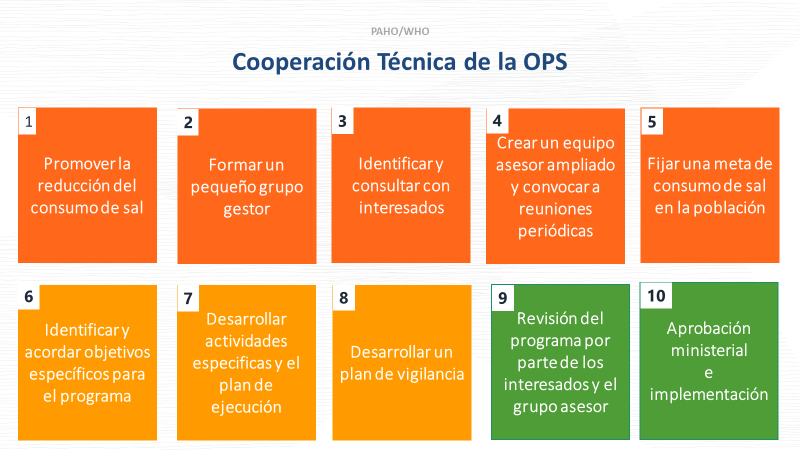 PAHO/WHO
Cooperación Técnica de la OPS
1
Promover la
reducción del
consumo de sal
2
Formar un
pequeño grupo
gestor
3
Identificar y
consultar con
interesados
4
Crear un equipo
asesor ampliado
y convocar a
reuniones
periódicas
5
Fijar una meta de
consumo de sal
en la población
6
Identificar y
acordar objetivos
específicos para
el programa
7
Desarrollar
actividades
especificas y el
plan de
ejecución
8
Desarrollar un
plan de vigilancia
9
Revisión del
programa por
parte de los
interesados y el
grupo asesor
10
Aprobación
ministerial
e
implementación